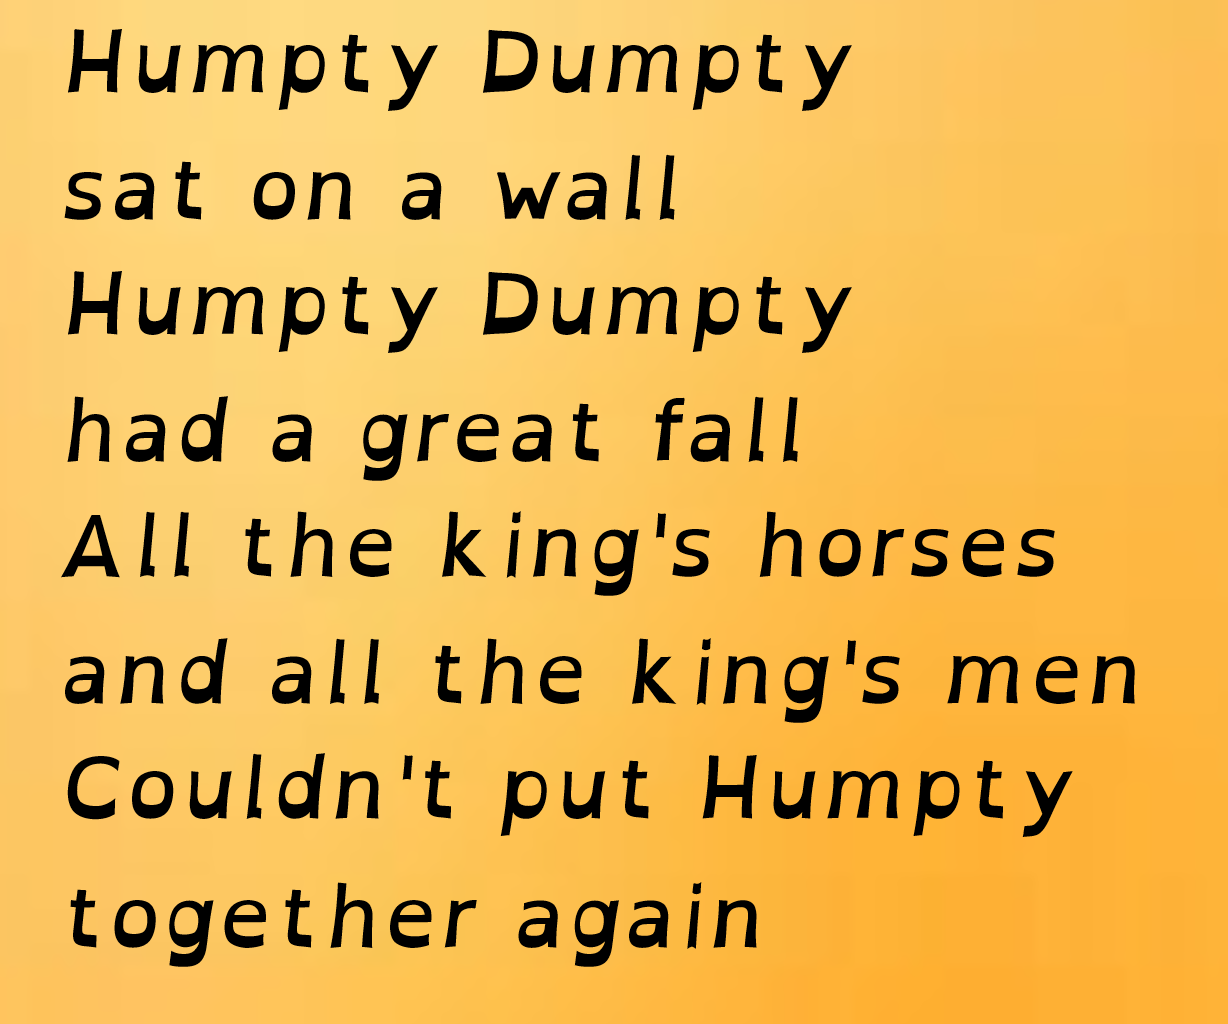 Humpty Dumpty
sat on a wall
Humpty Dumpty
had a great fall
All the king's horses
and all the king's men
Couldn't put Humpty
together again